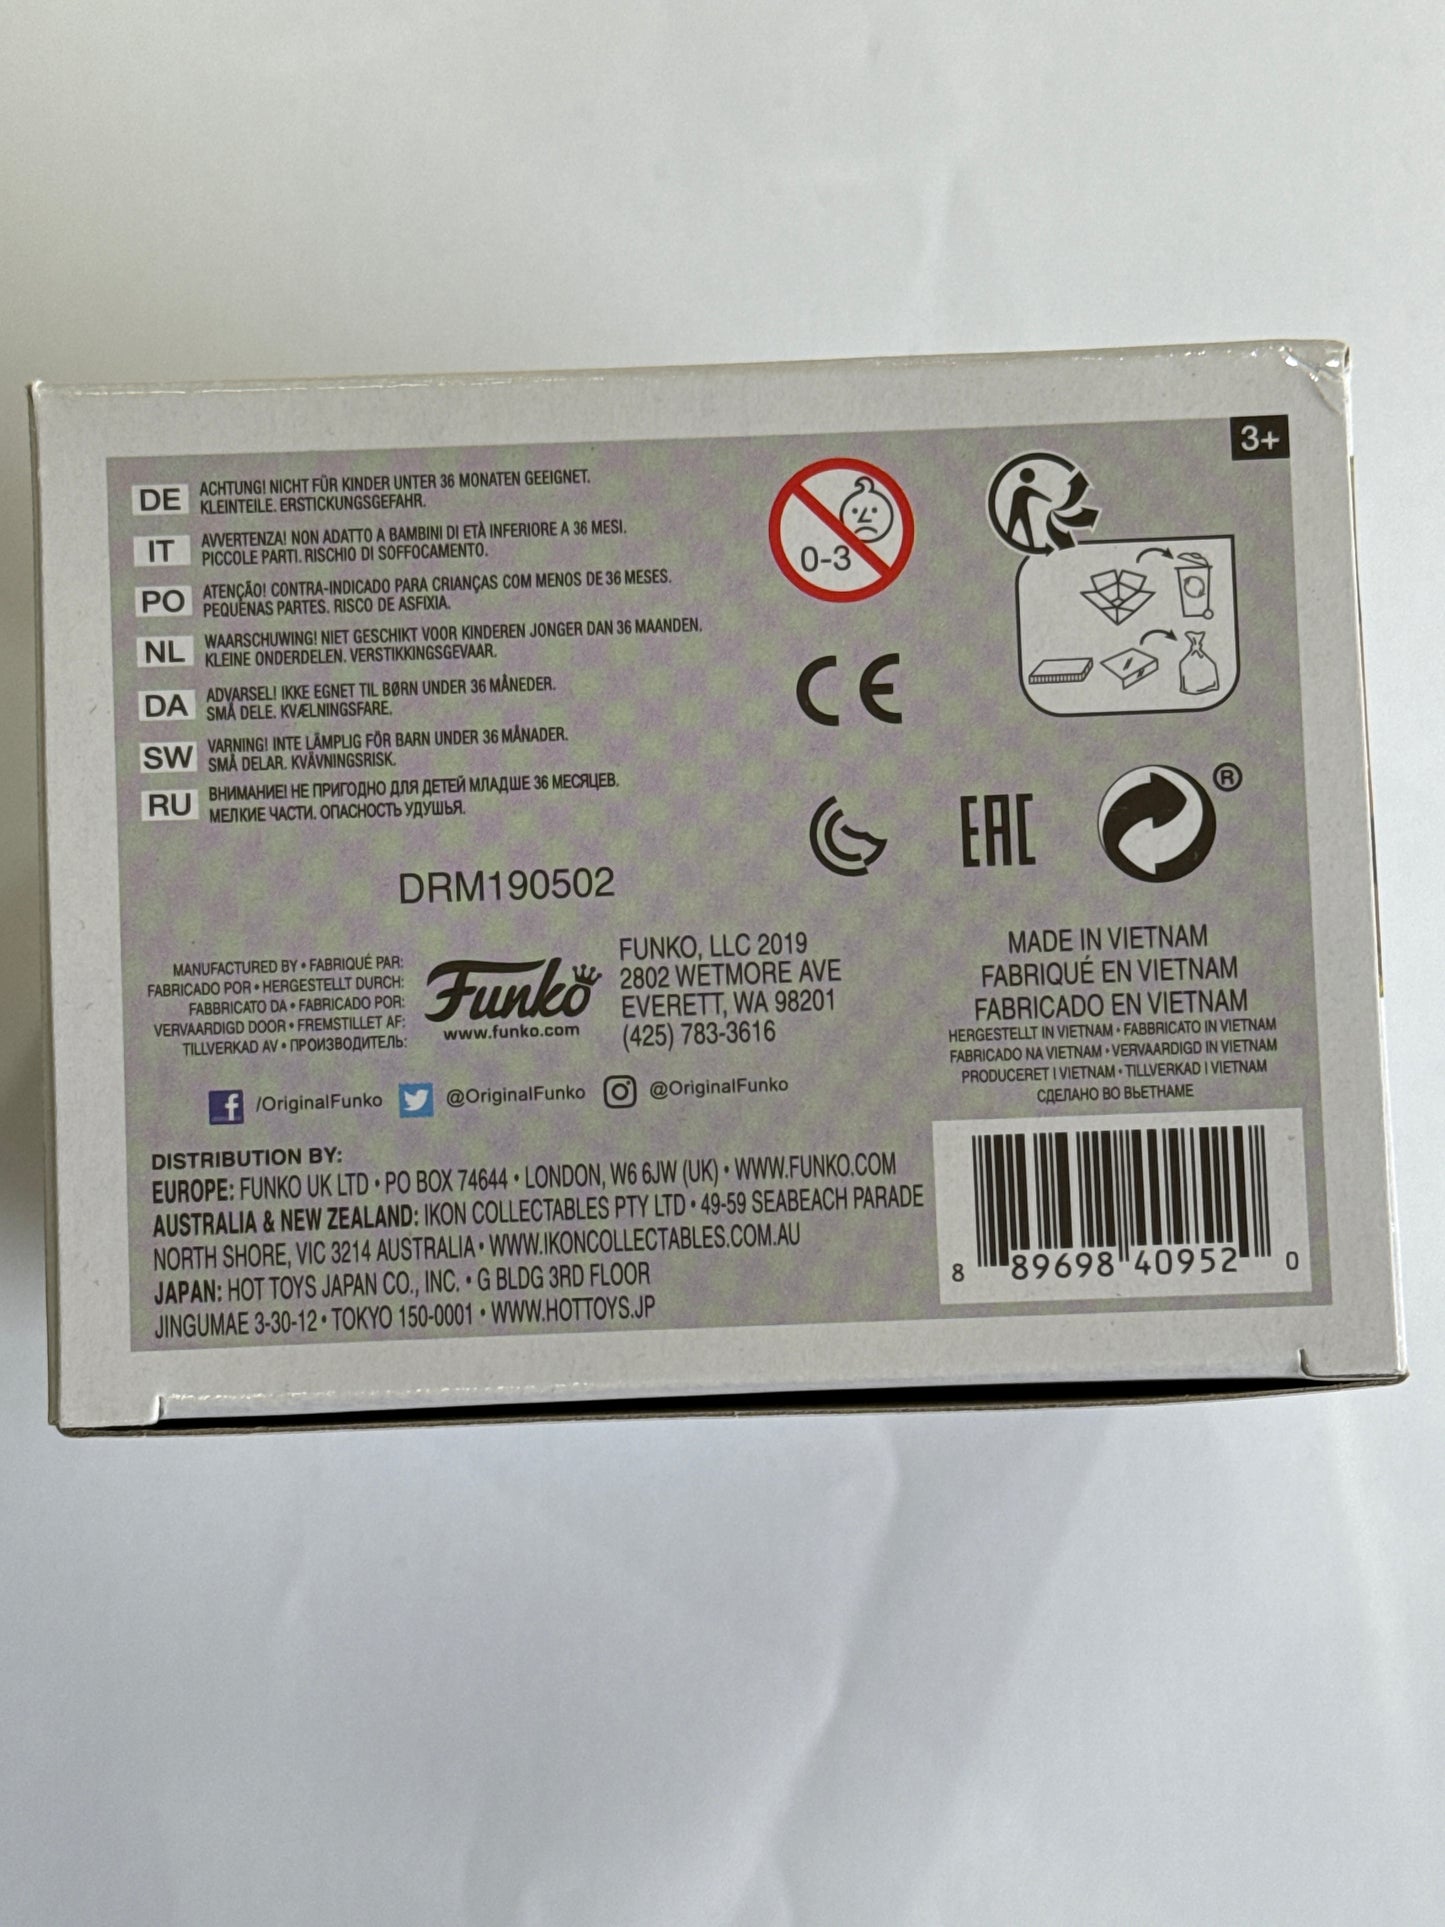 3+
DE ACHTUNG! NICHT FÜR KINDER UNTER 36 MONATEN GEEIGNET.
KLEINTEILE. ERSTICKUNGSGEFAHR.
IT AVVERTENZA! NON ADATTO A BAMBINI DI ETÀ INFERIORE A 36 MESI.
PICCOLE PARTI. RISCHIO DI SOFFOCAMENTO.
PO ATENÇÃO! CONTRA-INDICADO PARA CRIANÇAS COM MENOS DE 36 MESES.
PEQUENAS PARTES. RISCO DE ASFIXIA.
NL WAARSCHUWING! NIET GESCHIKT VOOR KINDEREN JONGER DAN 36 MAANDEN.
KLEINE ONDERDELEN. VERSTIKKINGSGEVAAR.
DA ADVARSEL! IKKE EGNET TIL BØRN UNDER 36 MÅNEDER.
SMÅ DELE. KVÆLNINGSFARE.
SW VARNING! INTE LÄMPLIG FÖR BARN UNDER 36 MÅNADER.
SMÅ DELAR. KVÄVNINGSRISK.
RU ВНИМАНИЕ! НЕ ПРИГОДНО ДЛЯ ДЕТЕЙ МЛАДШЕ 36 МЕСЯЦЕВ.
МЕЛКИЕ ЧАСТИ. ОПАСНОСТЬ УДУШЬЯ.
0-3
CE
EAC
®
DRM190502
MANUFACTURED BY • FABRIQUÉ PAR:
FABRICADO POR • HERGESTELLT DURCH:
FABBRICATO DA • FABRICADO POR:
VERVAARDIGD DOOR • FREMSTILLET AF:
TILLVERKAD AV • ПРОИЗВОДИТЕЛЬ:
Funko
www.funko.com
FUNKO, LLC 2019
2802 WETMORE AVE
EVERETT, WA 98201
(425) 783-3616
MADE IN VIETNAM
FABRIQUÉ EN VIETNAM
FABRICADO EN VIETNAM
HERGESTELLT IN VIETNAM • FABBRICATO IN VIETNAM
FABRICADO NA VIETNAM • VERVAARDIGD IN VIETNAM
PRODUCERET I VIETNAM • TILLVERKAD I VIETNAM
СДЕЛАНО ВО ВЬЕТНАМЕ
f /OriginalFunko @OriginalFunko @OriginalFunko
DISTRIBUTION BY:
EUROPE: FUNKO UK LTD • PO BOX 74644 • LONDON, W6 6JW (UK) • WWW.FUNKO.COM
AUSTRALIA & NEW ZEALAND: IKON COLLECTABLES PTY LTD • 49-59 SEABEACH PARADE
NORTH SHORE, VIC 3214 AUSTRALIA • WWW.IKONCOLLECTABLES.COM.AU
JAPAN: HOT TOYS JAPAN CO., INC. • G BLDG 3RD FLOOR
JINGUMAE 3-30-12 • TOKYO 150-0001 • WWW.HOTTOYS.JP
8 89698 40952 0